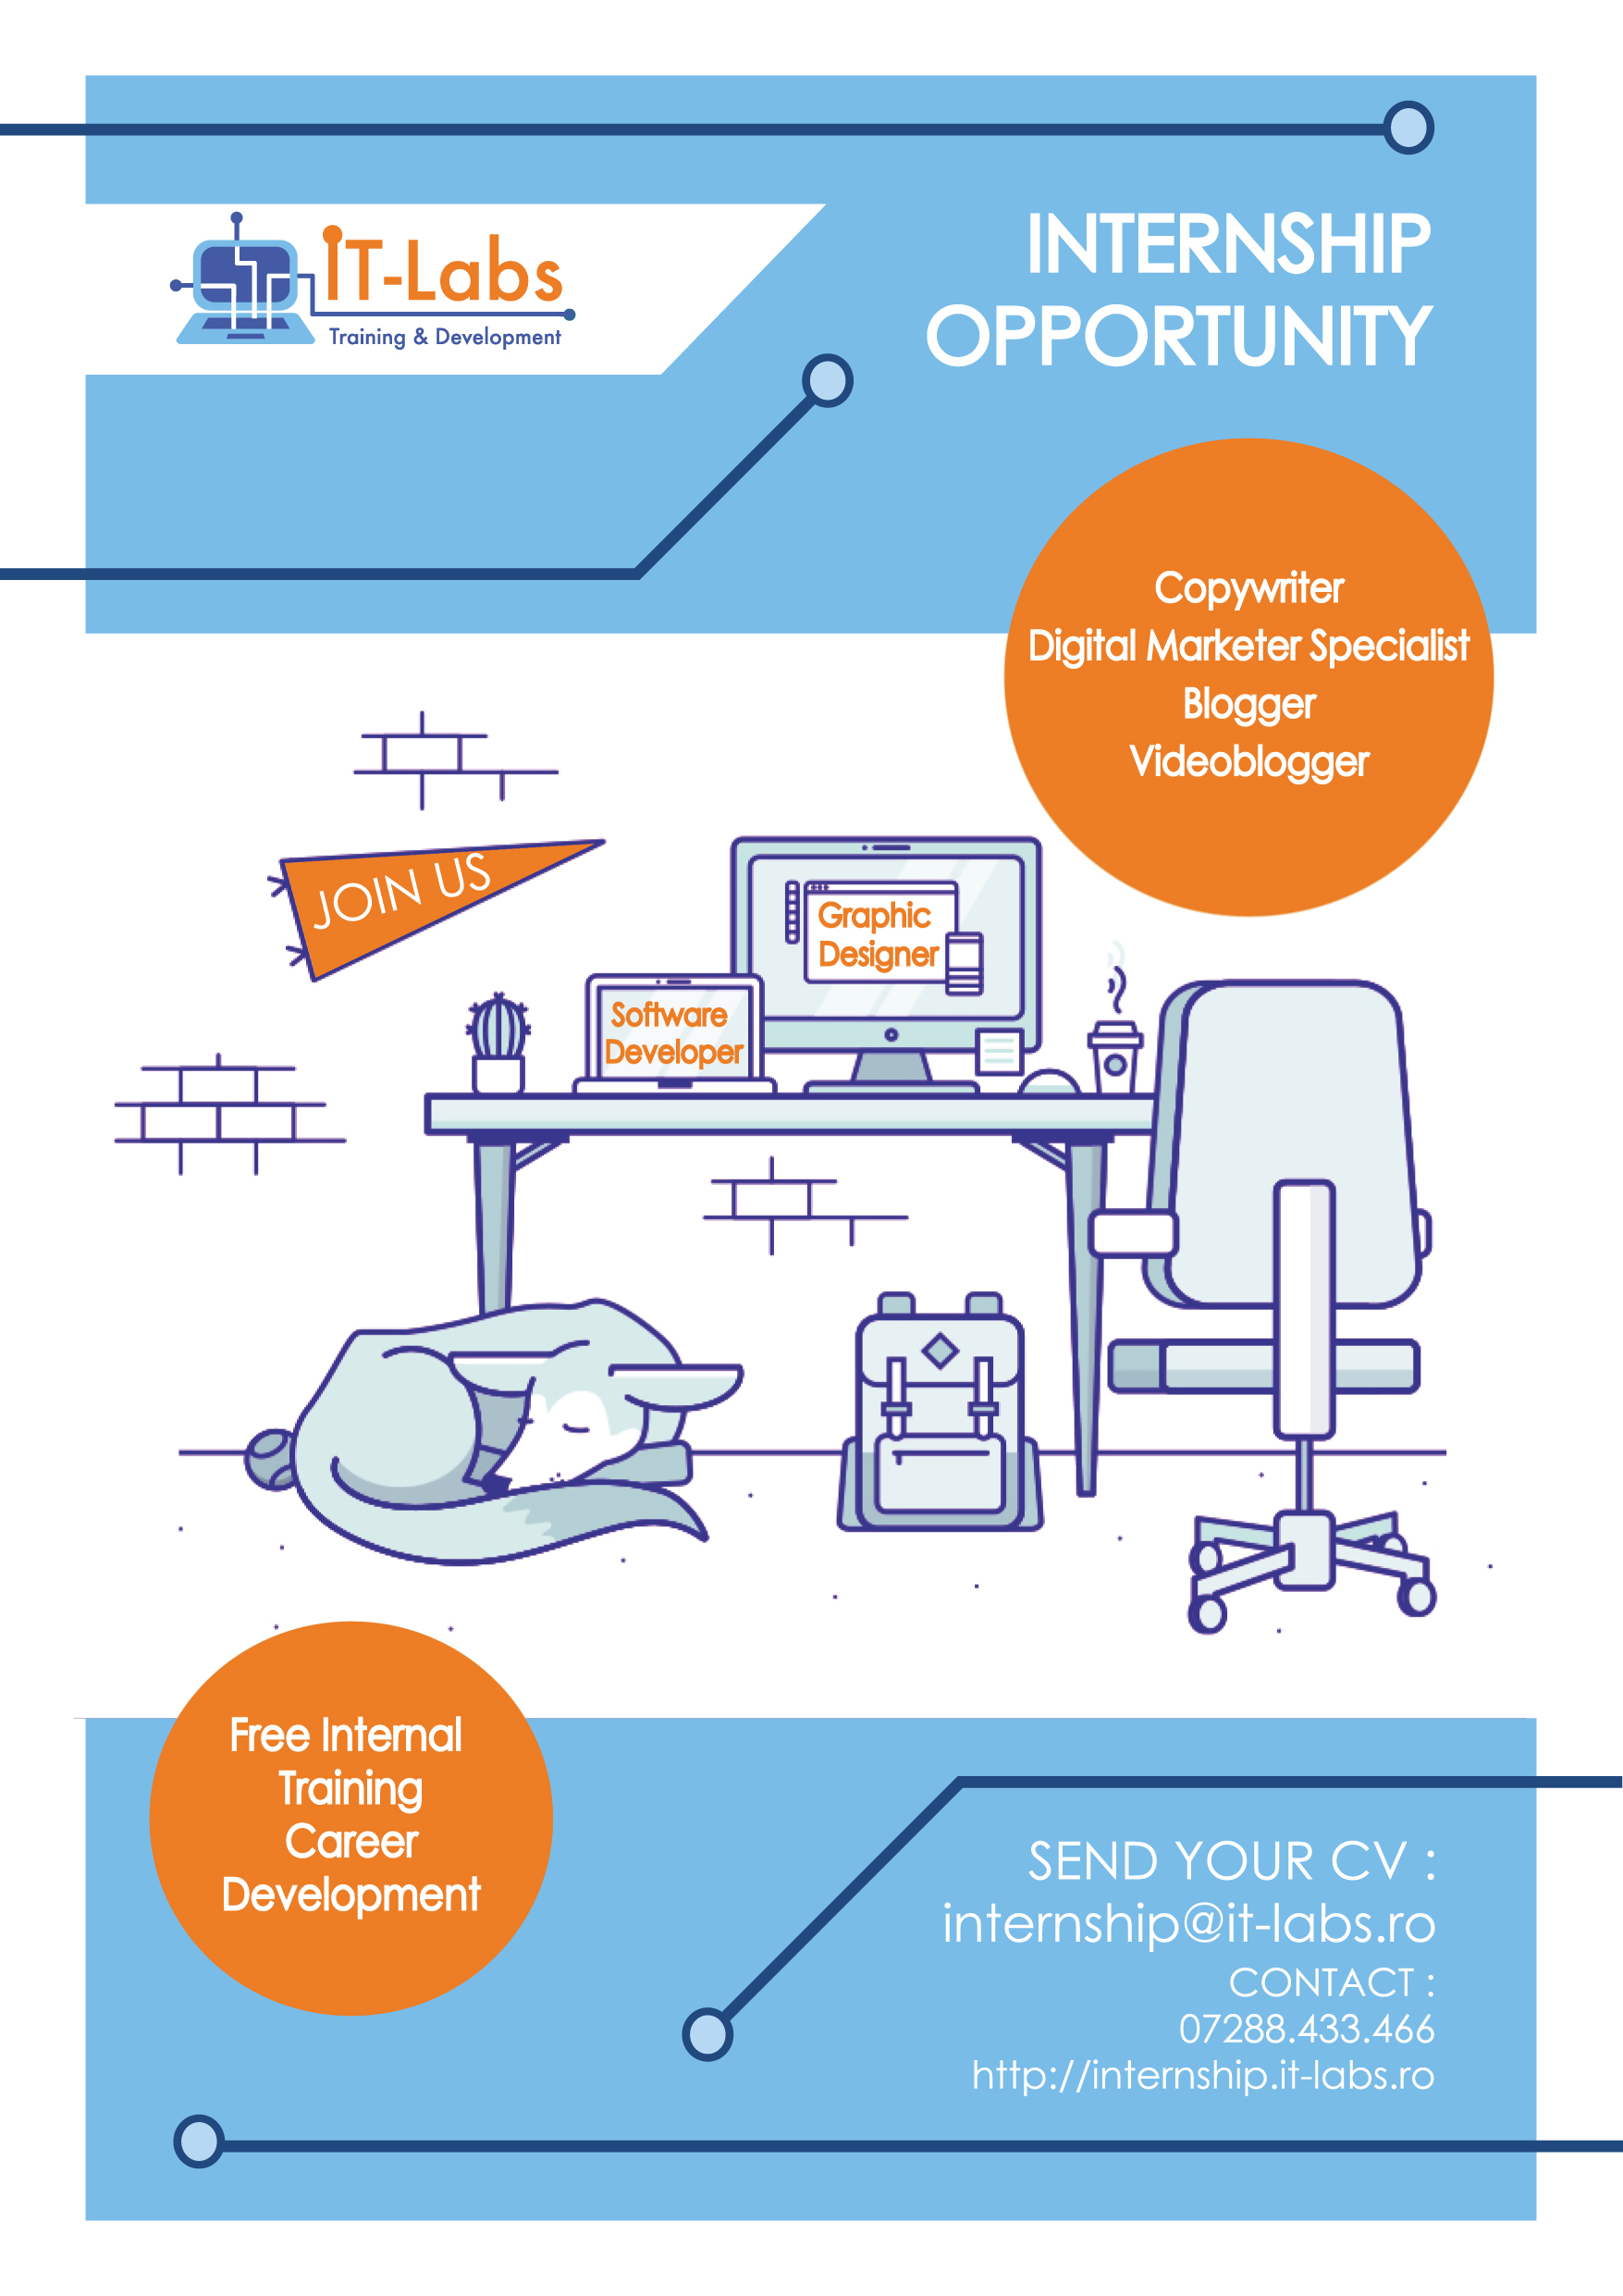 iT-Labs
Training & Development
INTERNSHIP
OPPORTUNITY
Copywriter
Digital Marketer Specialist
Blogger
Videoblogger
JOIN US
Graphic
Designer
Software
Developer
Free Internal
Training
Career
Development
SEND YOUR CV :
internship@it-labs.ro
CONTACT :
07288.433.466
http://internship.it-labs.ro